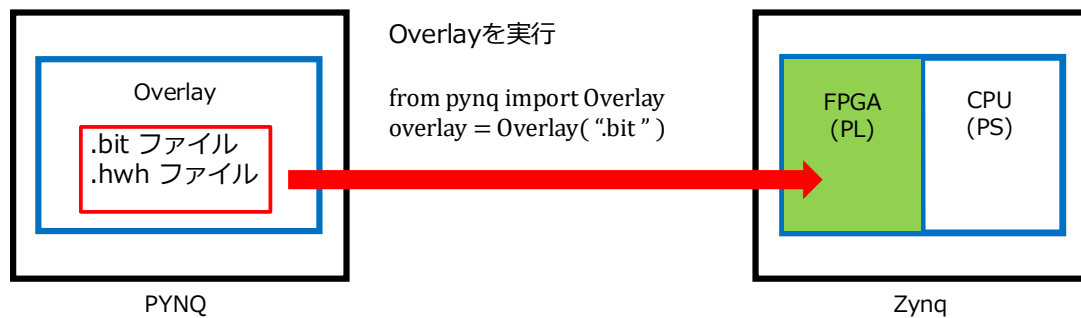 Overlayを実行
Overlay
.bit ファイル
.hwh ファイル
from pynq import Overlay
overlay = Overlay( “.bit ” )
FPGA
(PL)
CPU
(PS)
PYNQ
Zynq